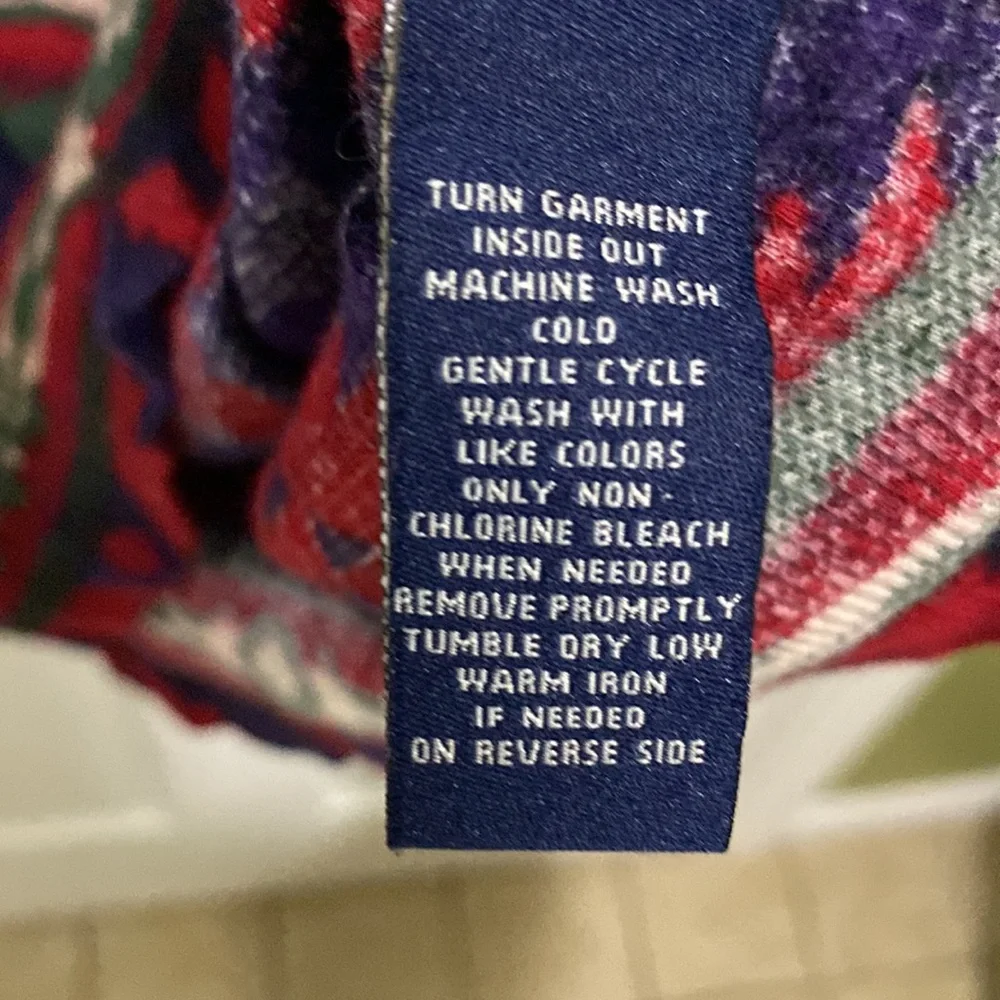 TURN GARMENT
INSIDE OUT
MACHINE WASH
COLD
GENTLE CYCLE
WASH WITH
LIKE COLORS
ONLY NON-
CHLORINE BLEACH
WHEN NEEDED
REMOVE PROMPTLY
TUMBLE DRY LOW
WARM IRON
IF NEEDED
ON REVERSE SIDE